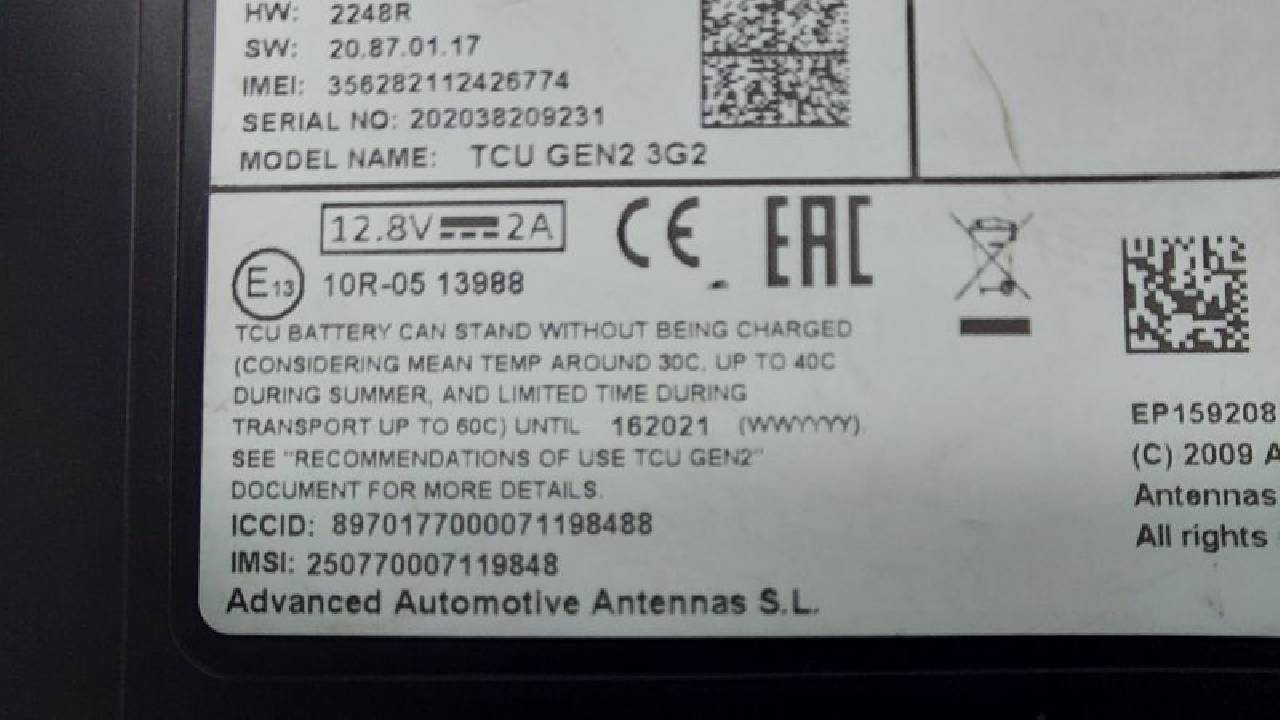 HW: 2248R
SW: 20.87.01.17
IMEI: 356282112426774
SERIAL NO: 202038209231
MODEL NAME: TCU GEN2 3G2
12.8V 2A
CE EAC
E13 10R-05 13988
TCU BATTERY CAN STAND WITHOUT BEING CHARGED
(CONSIDERING MEAN TEMP AROUND 30C, UP TO 40C
DURING SUMMER, AND LIMITED TIME DURING
TRANSPORT UP TO 60C) UNTIL 162021 (WWYYYY).
SEE "RECOMMENDATIONS OF USE TCU GEN2"
DOCUMENT FOR MORE DETAILS.
ICCID: 8970177000071198488
IMSI: 250770007119848
Advanced Automotive Antennas S.L.
EP159208
(C) 2009 A
Antennas
All rights